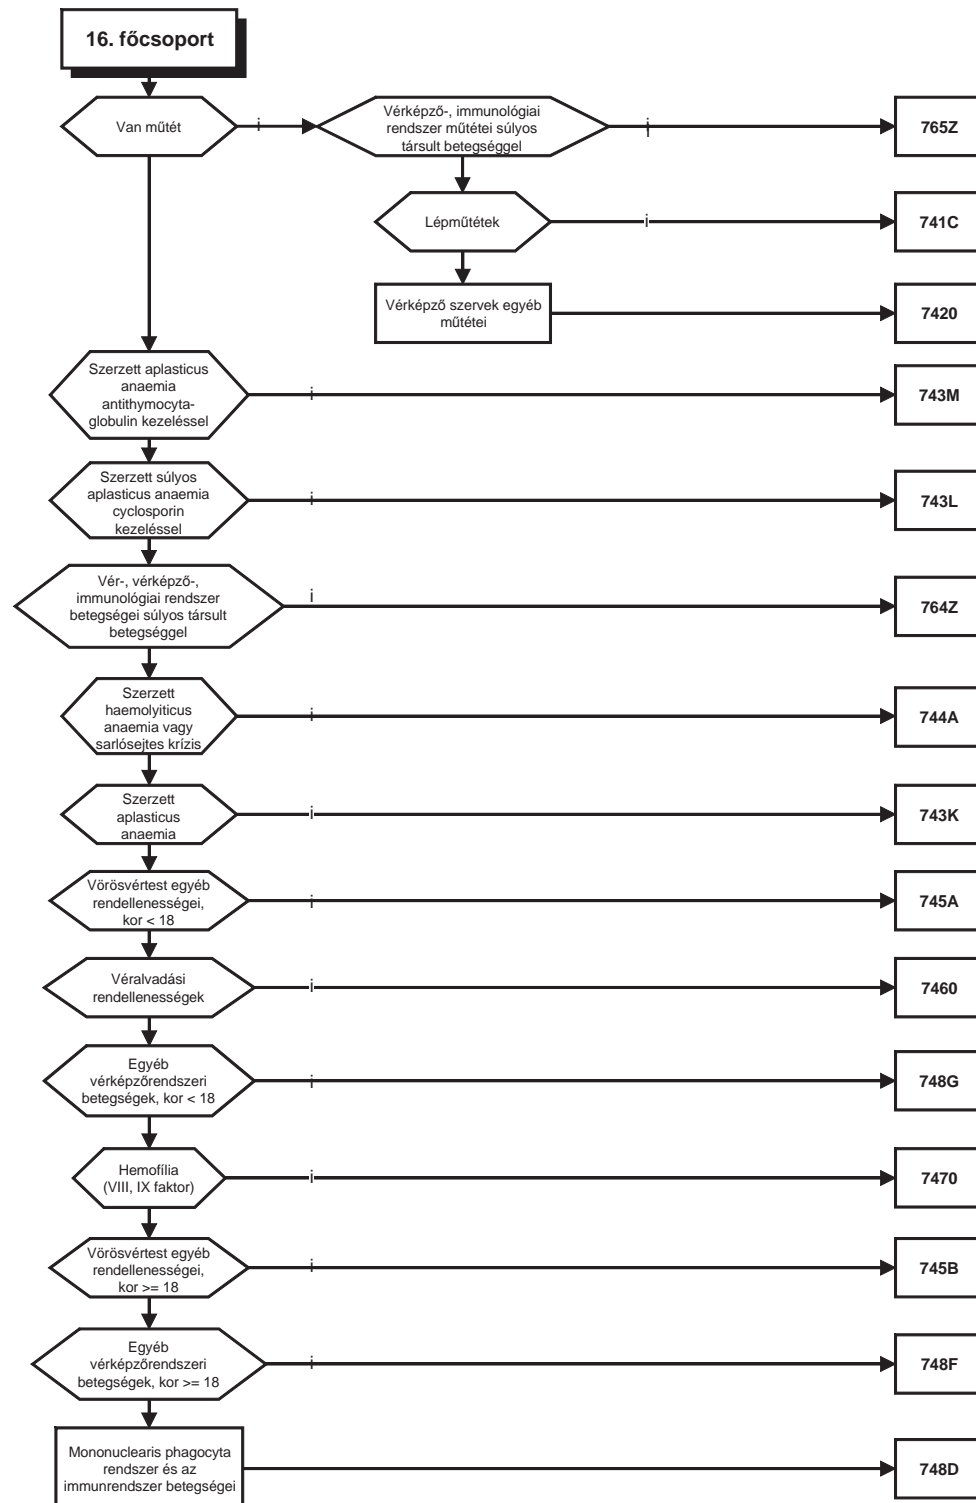 16. főcsoport
Van műtét
i
Vérképző-, immunológiai
rendszer műtétei súlyos
társult betegséggel
i
765Z
Lépműtétek
i
741C
Vérképző szervek egyéb
műtétei
7420
Szerzett aplasticus
anaemia
antithymocyta-
globulin kezeléssel
i
743M
Szerzett súlyos
aplasticus anaemia
cyclosporin
kezeléssel
i
743L
Vér-, vérképző-,
immunológiai rendszer
betegségei súlyos társult
betegséggel
i
764Z
Szerzett
haemolyiticus
anaemia vagy
sarlósejtes krízis
i
744A
Szerzett
aplasticus
anaemia
i
743K
Vörösvértest egyéb
rendellenességei,
kor < 18
i
745A
Véralvadási
rendellenességek
i
7460
Egyéb
vérképzőrendszeri
betegségek, kor < 18
i
748G
Hemofília
(VIII, IX faktor)
i
7470
Vörösvértest egyéb
rendellenességei,
kor >= 18
i
745B
Egyéb
vérképzőrendszeri
betegségek, kor >= 18
i
748F
Mononuclearis phagocyta
rendszer és az
immunrendszer betegségei
748D